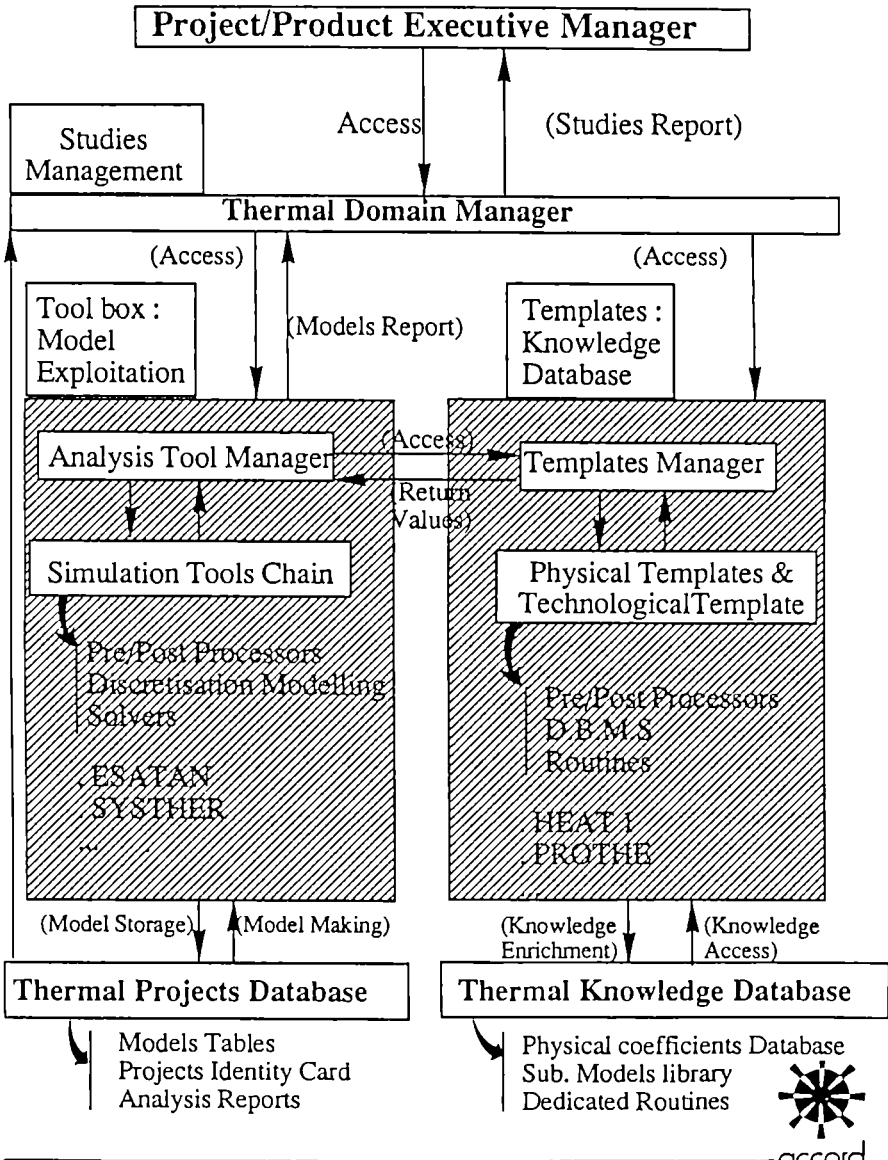 Project/Product Executive Manager
Access
(Studies Report)
Studies
Management
Thermal Domain Manager
(Access)
(Access)
Tool box :
Model
Exploitation
(Models Report)
Templates :
Knowledge
Database
Analysis Tool Manager
(Access)
(Return
Values)
Templates Manager
Simulation Tools Chain
Physical Templates &
TechnologicalTemplate
Pre/Post Processors
Discretisation Modelling
Solvers
. ESATAN
. SYSTHER
...
Pre/Post Processors
D.B.M.S
Routines
. HEAT 1
. PROTHE
...
(Model Storage)
(Model Making)
(Knowledge
Enrichment)
(Knowledge
Access)
Thermal Projects Database
Thermal Knowledge Database
Models Tables
Projects Identity Card
Analysis Reports
Physical coefficients Database
Sub. Models library
Dedicated Routines
accord